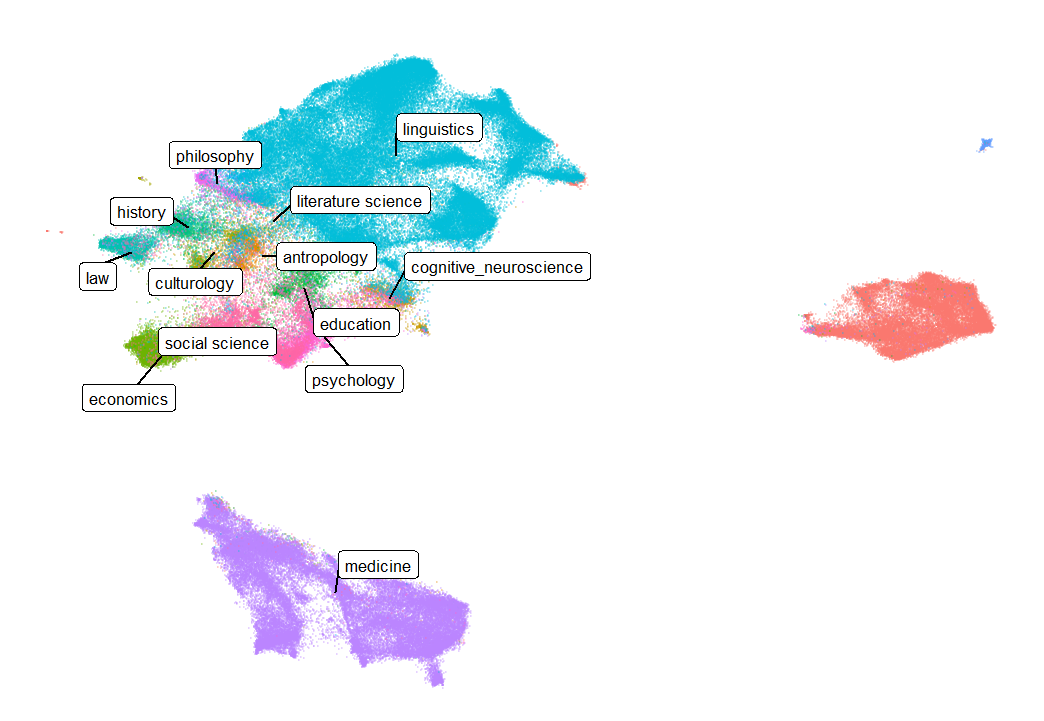 linguistics
philosophy
literature science
history
antropology
cognitive_neuroscience
law
culturology
education
social science
psychology
economics
medicine